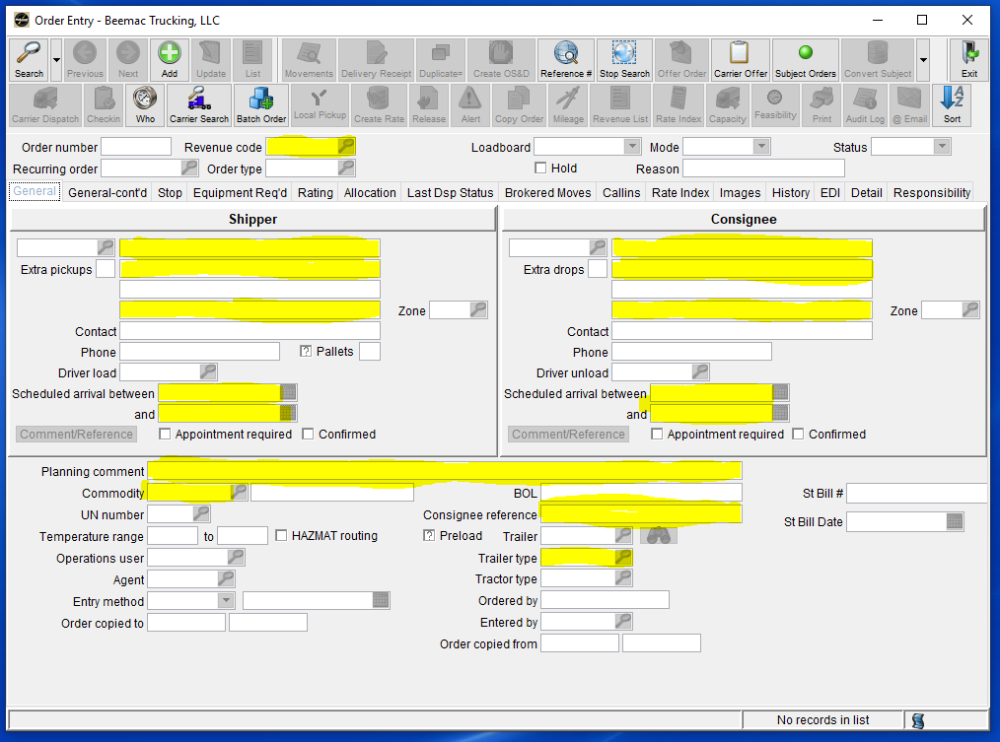 Order Entry - Beemac Trucking, LLC
Search Previous Next Add Update List Movements Delivery Receipt Duplicate= Create OS&D Reference # Stop Search Offer Order Carrier Offer Subject Orders Convert Subject Exit
Carrier Dispatch Checkin Who Carrier Search Batch Order Local Pickup Create Rate Release Alert Copy Order Mileage Revenue List Rate Index Capacity Feasibility Print Audit Log @ Email Sort
Order number Revenue code Loadboard Mode Status
Recurring order Order type Hold Reason
General General-cont'd Stop Equipment Req'd Rating Allocation Last Dsp Status Brokered Moves Callins Rate Index Images History EDI Detail Responsibility
Shipper Consignee
Extra pickups Extra drops
Zone Zone
Contact Contact
Phone ? Pallets Phone
Driver load Driver unload
Scheduled arrival between Scheduled arrival between
and and
Comment/Reference Appointment required Confirmed Comment/Reference Appointment required Confirmed
Planning comment
Commodity BOL St Bill #
UN number Consignee reference St Bill Date
Temperature range to HAZMAT routing ? Preload Trailer
Operations user Trailer type
Agent Tractor type
Entry method Ordered by
Order copied to Entered by
Order copied from
No records in list